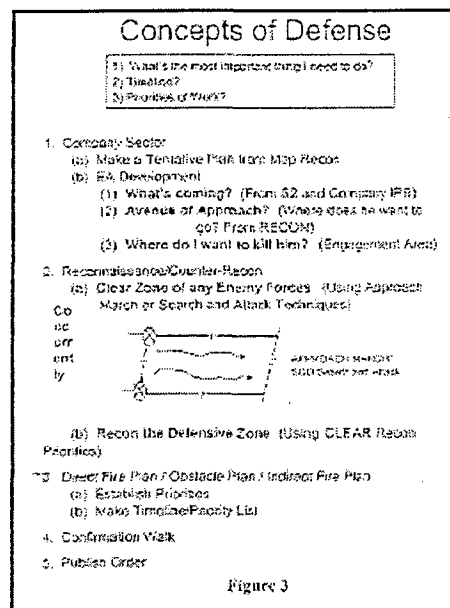 Concepts of Defense
1) What's the most important thing I need to do?
2) Timeline?
3) Priorities of Work?
1. Company Sector
(a) Make a Tentative Plan from Map Recon
(b) EA Development
(1) What's coming? (From S2 and Company IPB)
(2) Avenue of Approach? (Where does he want to
go? From RECON)
(3) Where do I want to kill him? (Engagement Area)
2. Reconnaissance/Counter-Recon
(a) Clear Zone of any Enemy Forces (Using Approach
March or Search and Attack Techniques)
Co
nc
urr
ent
ly
APPROACH MARCH
(b) Recon the Defensive Zone (Using CLEAR Recon
Priorities)
3. Direct Fire Plan / Obstacle Plan / Indirect Fire Plan
(a) Establish Priorities
(b) Make Timeline/Priority List
4. Confirmation Walk
5. Publish Order
Figure 3